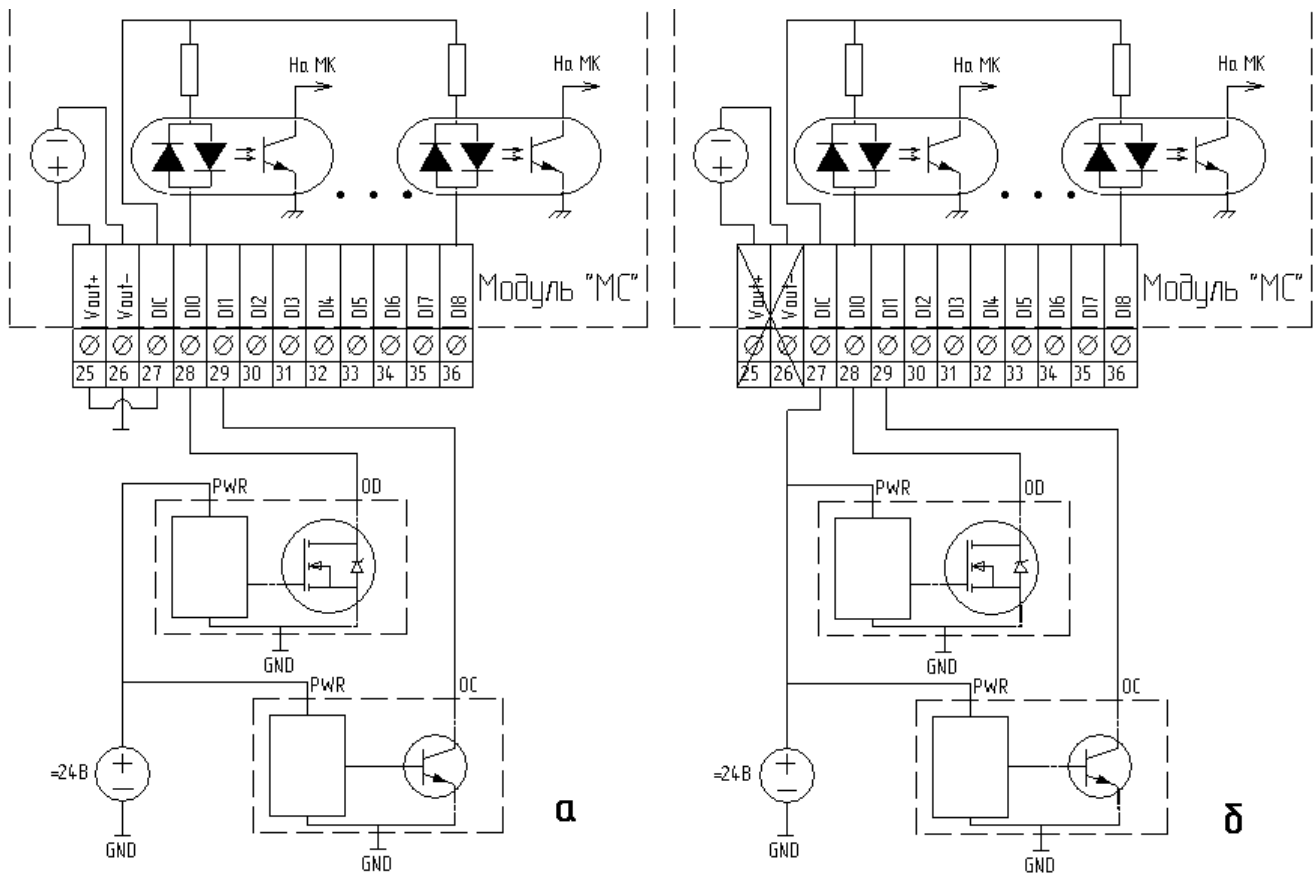 На МК
На МК
Vout+
Vout-
DIC
DI0
DI1
DI2
DI3
DI4
DI5
DI6
DI7
DI8
Модуль "МС"
25
26
27
28
29
30
31
32
33
34
35
36
PWR
OD
GND
PWR
OC
=24В
GND
GND
а
На МК
На МК
Vout+
Vout-
DIC
DI0
DI1
DI2
DI3
DI4
DI5
DI6
DI7
DI8
Модуль "МС"
25
26
27
28
29
30
31
32
33
34
35
36
PWR
OD
GND
PWR
OC
=24В
GND
GND
б